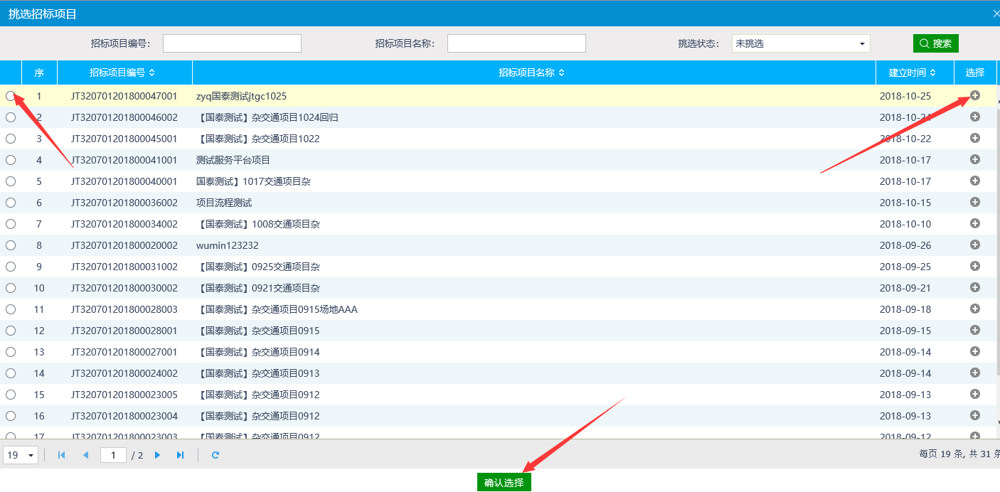 挑选招标项目
招标项目编号： 招标项目名称： 挑选状态： 未挑选 搜索
序 招标项目编号 招标项目名称 建立时间 选择
1 JT320701201800047001 zyq国泰测试jtgc1025 2018-10-25
2 JT320701201800046002 【国泰测试】杂交通项目1024回归 2018-10-24
3 JT320701201800045001 【国泰测试】杂交通项目1022 2018-10-22
4 JT320701201800041001 测试服务平台项目 2018-10-17
5 JT320701201800040001 国泰测试】1017交通项目杂 2018-10-17
6 JT320701201800036002 项目流程测试 2018-10-15
7 JT320701201800034002 【国泰测试】1008交通项目杂 2018-10-10
8 JT320701201800020002 wumin123232 2018-09-26
9 JT320701201800031002 【国泰测试】0925交通项目杂 2018-09-25
10 JT320701201800030002 【国泰测试】0921交通项目杂 2018-09-21
11 JT320701201800028003 【国泰测试】杂交通项目0915场地AAA 2018-09-18
12 JT320701201800028001 【国泰测试】杂交通项目0915 2018-09-15
13 JT320701201800027001 【国泰测试】杂交通项目0914 2018-09-14
14 JT320701201800024002 【国泰测试】杂交通项目0913 2018-09-14
15 JT320701201800023005 【国泰测试】杂交通项目0912 2018-09-13
16 JT320701201800023004 【国泰测试】杂交通项目0912 2018-09-13
17 JT320701201800023003 【国泰测试】杂交通项目0912 2018-09-12
19 1 / 2 每页 19 条, 共 31 条
确认选择